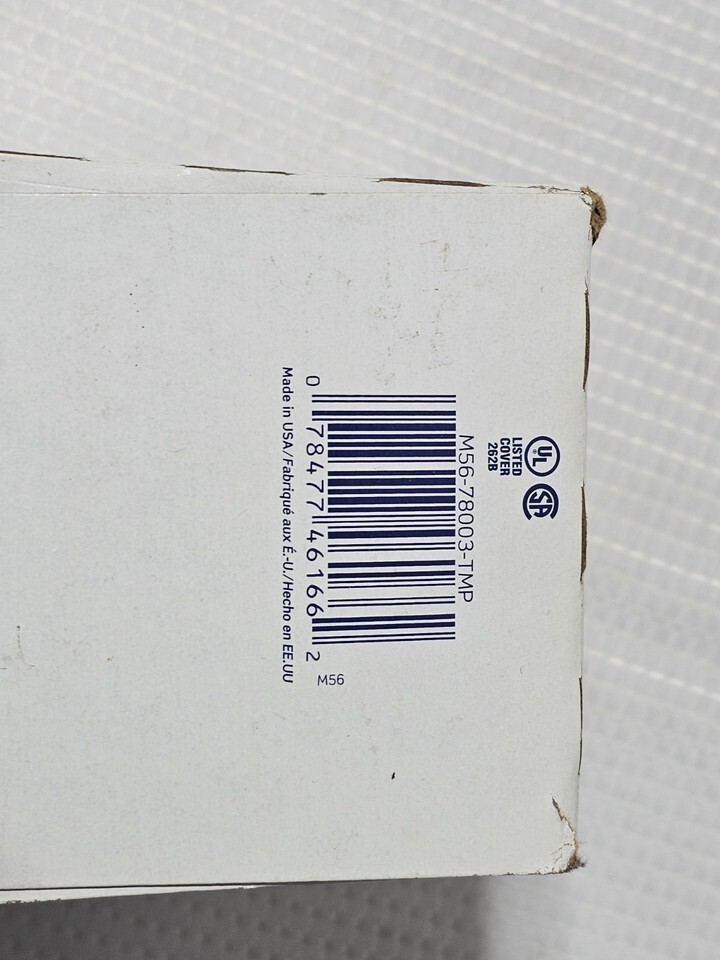 UL
LISTED
COVER
262B
SA
M56-78003-TMP
0 78477 46166 2
M56
Made in USA/Fabriqué aux É.-U./Hecho en EE.UU